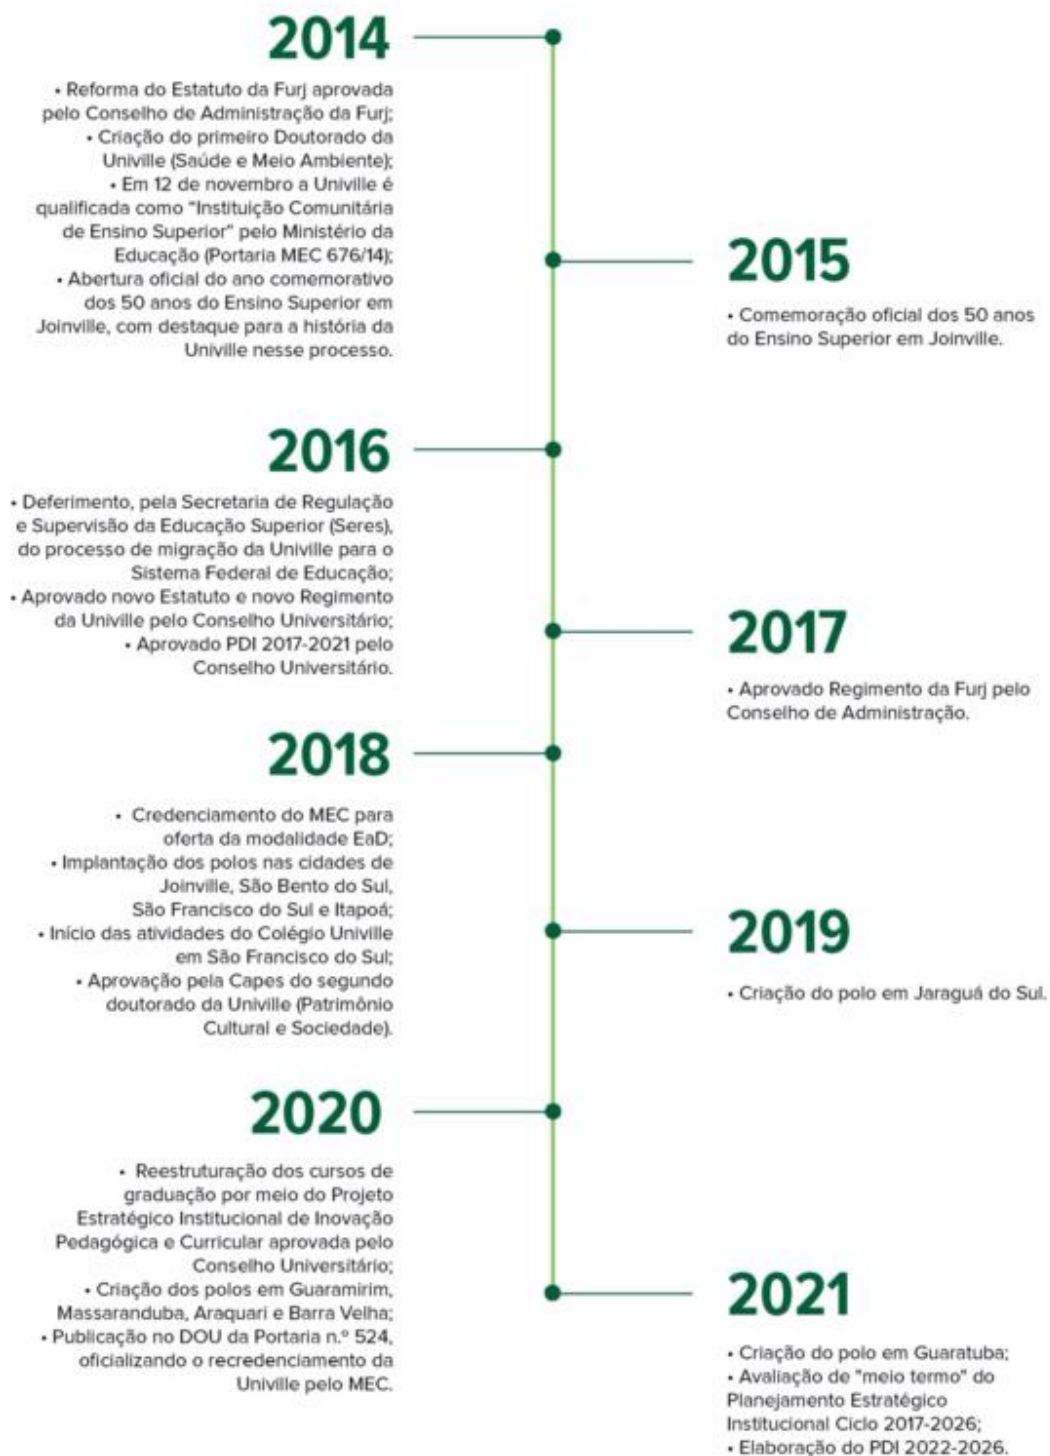 2014
• Reforma do Estatuto da Furj aprovada
pelo Conselho de Administração da Furj;
• Criação do primeiro Doutorado da
Univille (Saúde e Meio Ambiente);
• Em 12 de novembro a Univille é
qualificada como "Instituição Comunitária
de Ensino Superior" pelo Ministério da
Educação (Portaria MEC 676/14);
• Abertura oficial do ano comemorativo
dos 50 anos do Ensino Superior em
Joinville, com destaque para a história da
Univille nesse processo.
2015
• Comemoração oficial dos 50 anos
do Ensino Superior em Joinville.
2016
• Deferimento, pela Secretaria de Regulação
e Supervisão da Educação Superior (Seres),
do processo de migração da Univille para o
Sistema Federal de Educação;
• Aprovado novo Estatuto e novo Regimento
da Univille pelo Conselho Universitário;
• Aprovado PDI 2017-2021 pelo
Conselho Universitário.
2017
• Aprovado Regimento da Furj pelo
Conselho de Administração.
2018
• Credenciamento do MEC para
oferta da modalidade EaD;
• Implantação dos polos nas cidades de
Joinville, São Bento do Sul,
São Francisco do Sul e Itapoá;
• Início das atividades do Colégio Univille
em São Francisco do Sul;
• Aprovação pela Capes do segundo
doutorado da Univille (Patrimônio
Cultural e Sociedade).
2019
• Criação do polo em Jaraguá do Sul.
2020
• Reestruturação dos cursos de
graduação por meio do Projeto
Estratégico Institucional de Inovação
Pedagógica e Curricular aprovada pelo
Conselho Universitário;
• Criação dos polos em Guaramirim,
Massaranduba, Araquari e Barra Velha;
• Publicação no DOU da Portaria n.º 524,
oficializando o recredenciamento da
Univille pelo MEC.
2021
• Criação do polo em Guaratuba;
• Avaliação de "meio termo" do
Planejamento Estratégico
Institucional Ciclo 2017-2026;
• Elaboração do PDI 2022-2026.